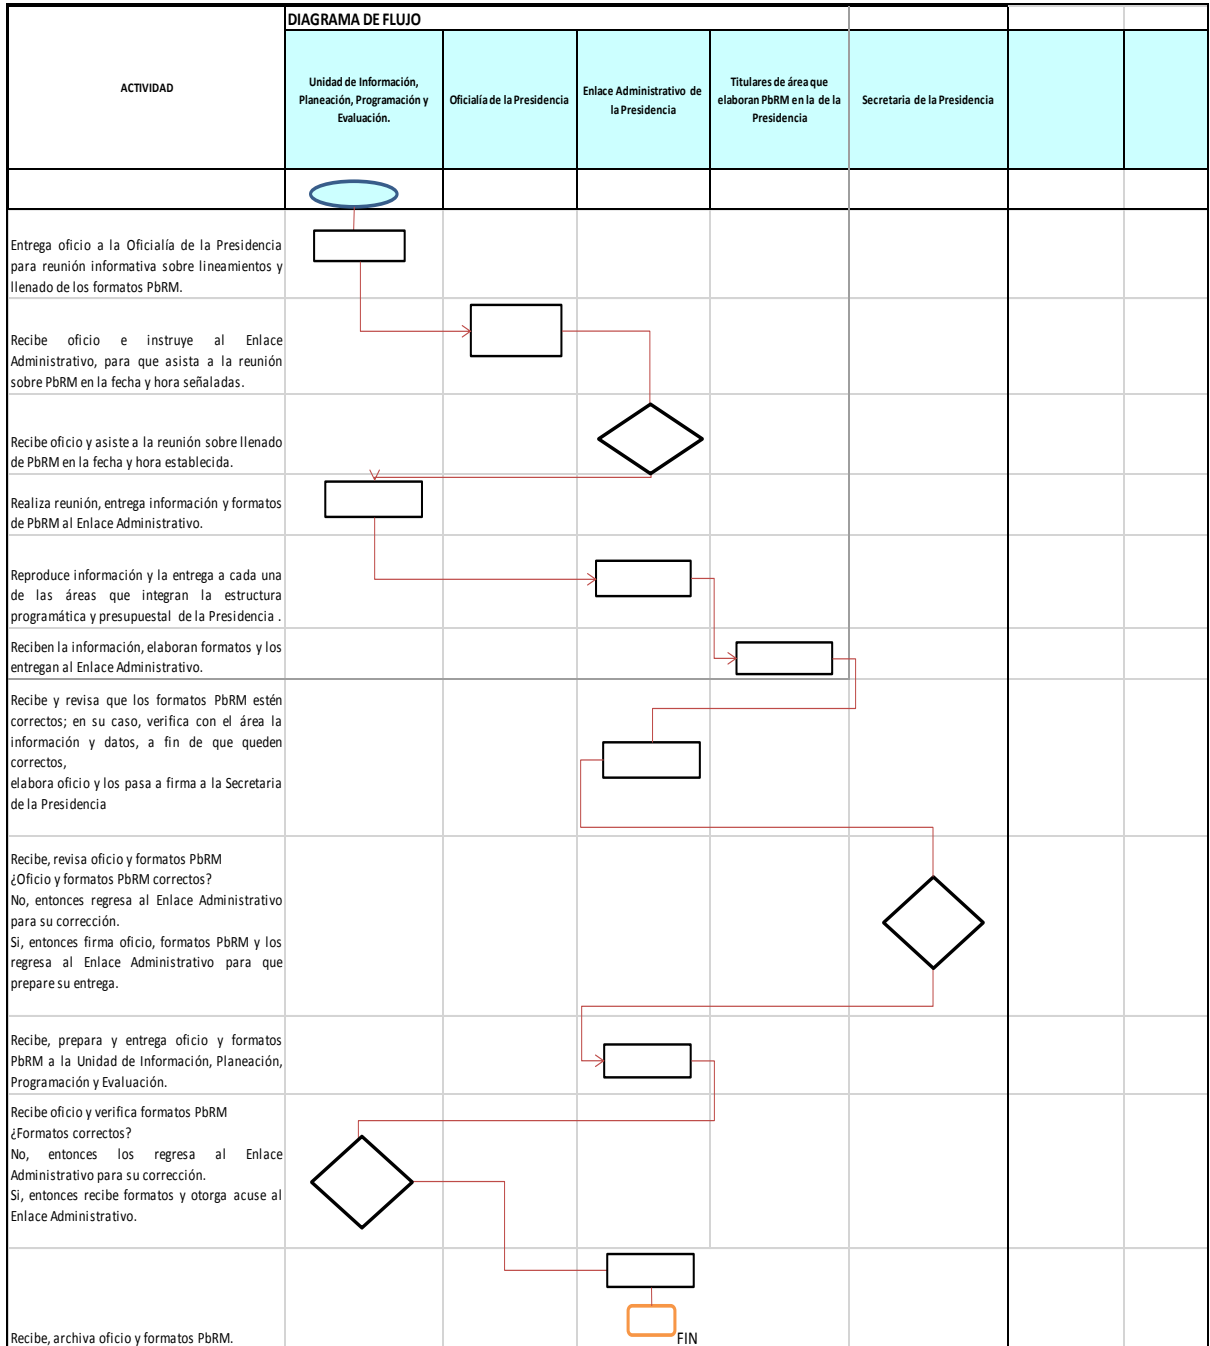 DIAGRAMA DE FLUJO
ACTIVIDAD
Unidad de Información,
Planeación, Programación y
Evaluación.
Oficialía de la Presidencia
Enlace Administrativo de
la Presidencia
Titulares de área que
elaboran PbRM en la de la
Presidencia
Secretaria de la Presidencia
Entrega oficio a la Oficialía de la Presidencia
para reunión informativa sobre lineamientos y
llenado de los formatos PbRM.
Recibe oficio e instruye al Enlace
Administrativo, para que asista a la reunión
sobre PbRM en la fecha y hora señaladas.
Recibe oficio y asiste a la reunión sobre llenado
de PbRM en la fecha y hora establecida.
Realiza reunión, entrega información y formatos
de PbRM al Enlace Administrativo.
Reproduce información y la entrega a cada una
de las áreas que integran la estructura
programática y presupuestal de la Presidencia .
Reciben la información, elaboran formatos y los
entregan al Enlace Administrativo.
Recibe y revisa que los formatos PbRM estén
correctos; en su caso, verifica con el área la
información y datos, a fin de que queden
correctos,
elabora oficio y los pasa a firma a la Secretaria
de la Presidencia
Recibe, revisa oficio y formatos PbRM
¿Oficio y formatos PbRM correctos?
No, entonces regresa al Enlace Administrativo
para su corrección.
Si, entonces firma oficio, formatos PbRM y los
regresa al Enlace Administrativo para que
prepare su entrega.
Recibe, prepara y entrega oficio y formatos
PbRM a la Unidad de Información, Planeación,
Programación y Evaluación.
Recibe oficio y verifica formatos PbRM
¿Formatos correctos?
No, entonces los regresa al Enlace
Administrativo para su corrección.
Si, entonces recibe formatos y otorga acuse al
Enlace Administrativo.
Recibe, archiva oficio y formatos PbRM.
FIN